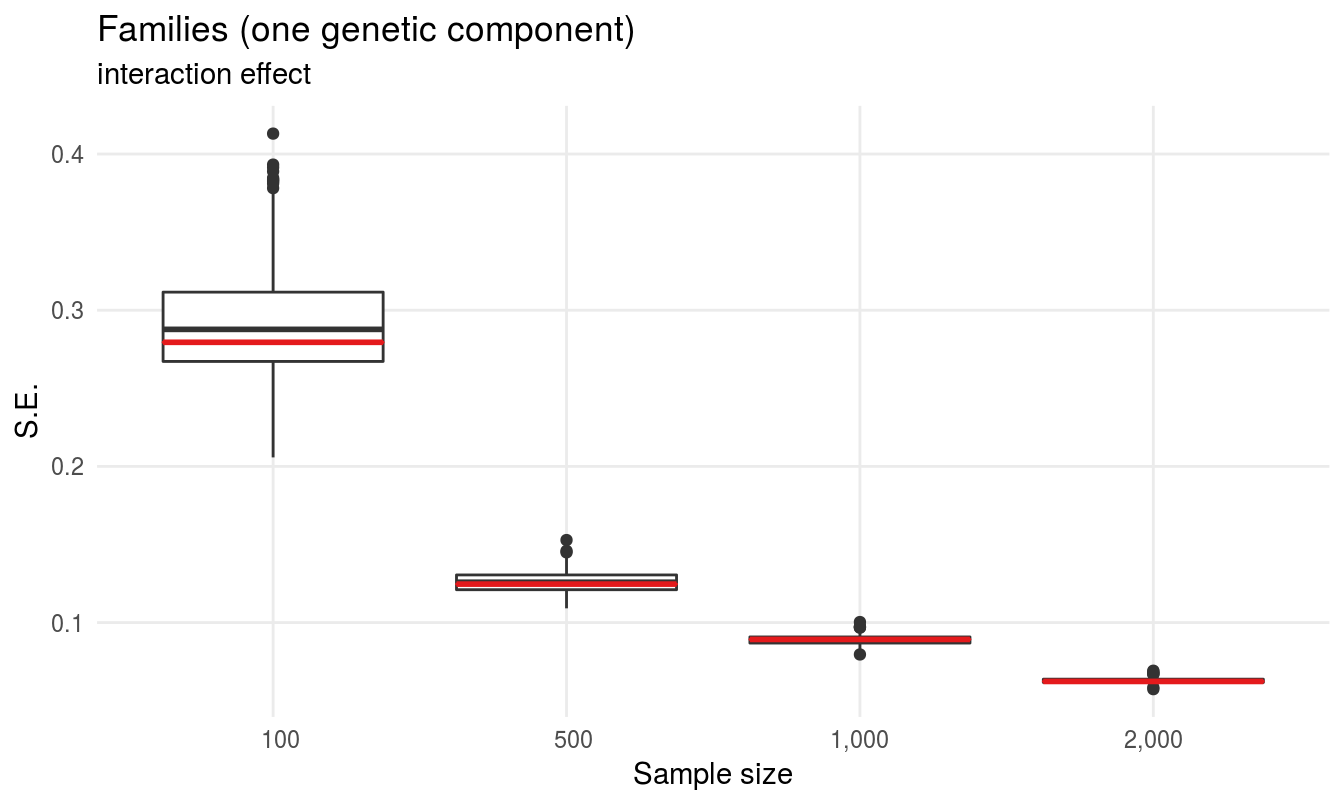 Families (one genetic component)
interaction effect
0.4
0.3
0.2
0.1
S.E.
100 500 1,000 2,000
Sample size